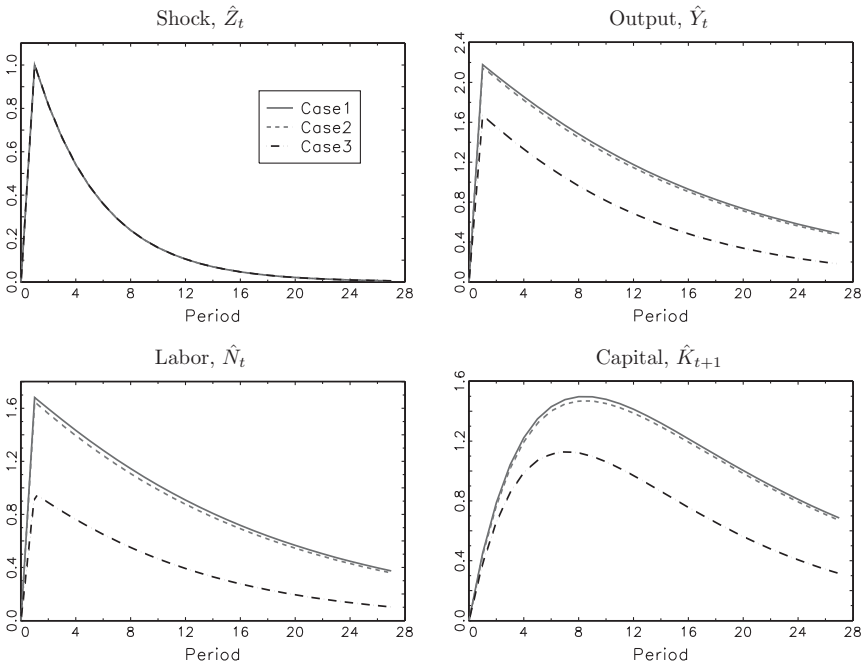 Shock, Ẑ_t
1.0
0.8
0.6
0.4
0.2
0.0
0 4 8 12 16 20 24 28
Period
Case1
Case2
Case3
Output, Ŷ_t
2.4
2.0
1.6
1.2
0.8
0.4
0.0
0 4 8 12 16 20 24 28
Period
Labor, N̂_t
1.6
1.2
0.8
0.4
0.0
0 4 8 12 16 20 24 28
Period
Capital, K̂_{t+1}
1.6
1.2
0.8
0.4
0.0
0 4 8 12 16 20 24 28
Period